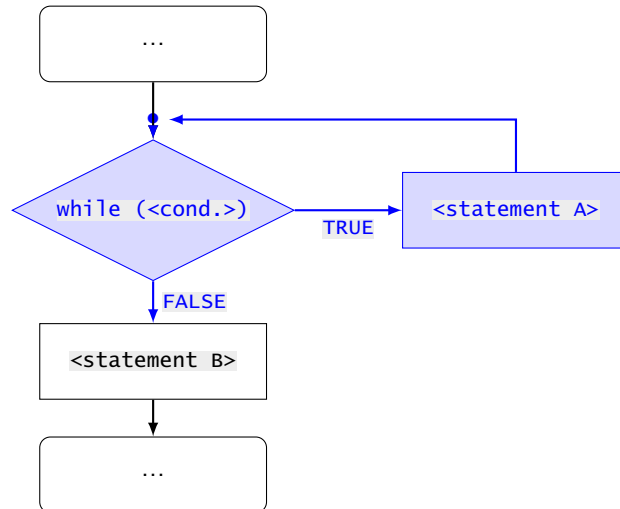 ...
while (<cond.>)
TRUE
<statement A>
FALSE
<statement B>
...